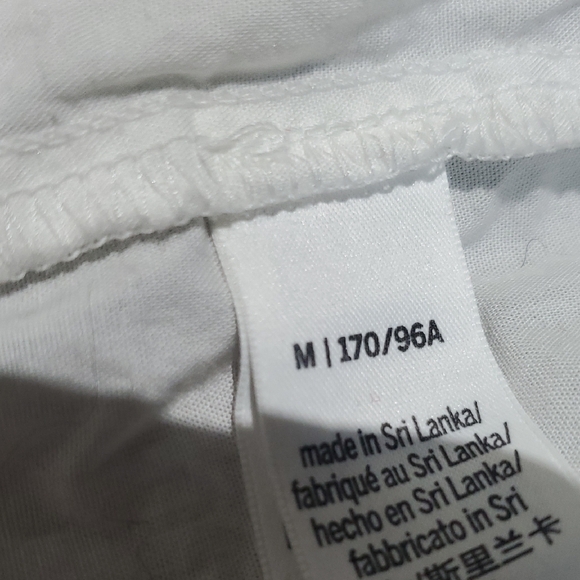 M | 170/96A
made in Sri Lanka/
fabriqué au Sri Lanka/
hecho en Sri Lanka/
fabbricato in Sri
/斯里兰卡